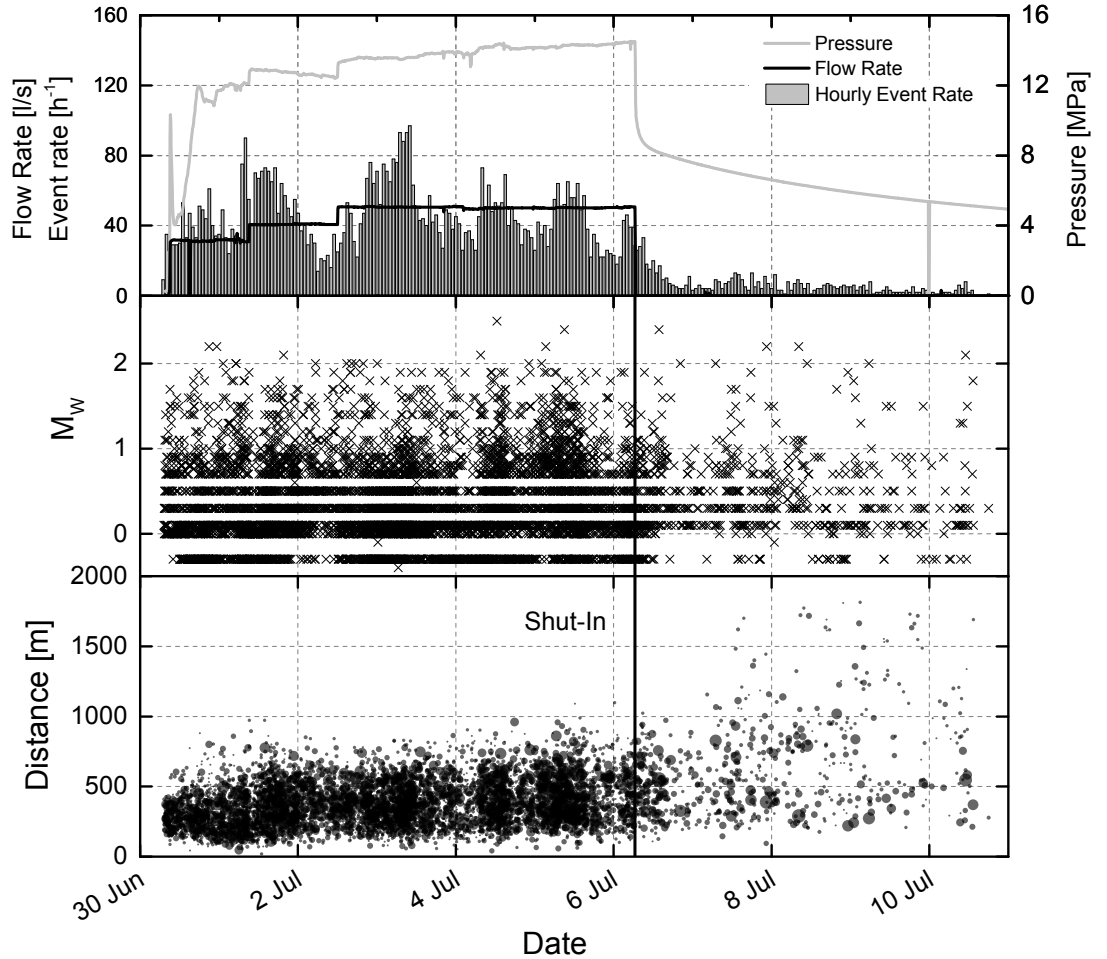 160
120
80
40
0
Flow Rate [l/s]
Event rate [h⁻¹]
Pressure
Flow Rate
Hourly Event Rate
16
12
8
4
0
Pressure [MPa]
2
1
0
M_W
2000
1500
1000
500
0
Distance [m]
Shut-In
30 Jun
2 Jul
4 Jul
6 Jul
8 Jul
10 Jul
Date